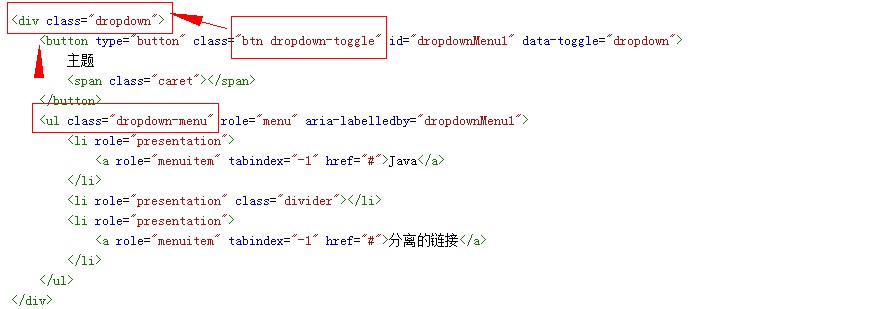 <div class="dropdown">
<button type="button" class="btn dropdown-toggle" id="dropdownMenu1" data-toggle="dropdown">
主题
<span class="caret"></span>
</button>
<ul class="dropdown-menu" role="menu" aria-labelledby="dropdownMenu1">
<li role="presentation">
<a role="menuitem" tabindex="-1" href="#">Java</a>
</li>
<li role="presentation" class="divider"></li>
<li role="presentation">
<a role="menuitem" tabindex="-1" href="#">分离的链接</a>
</li>
</ul>
</div>